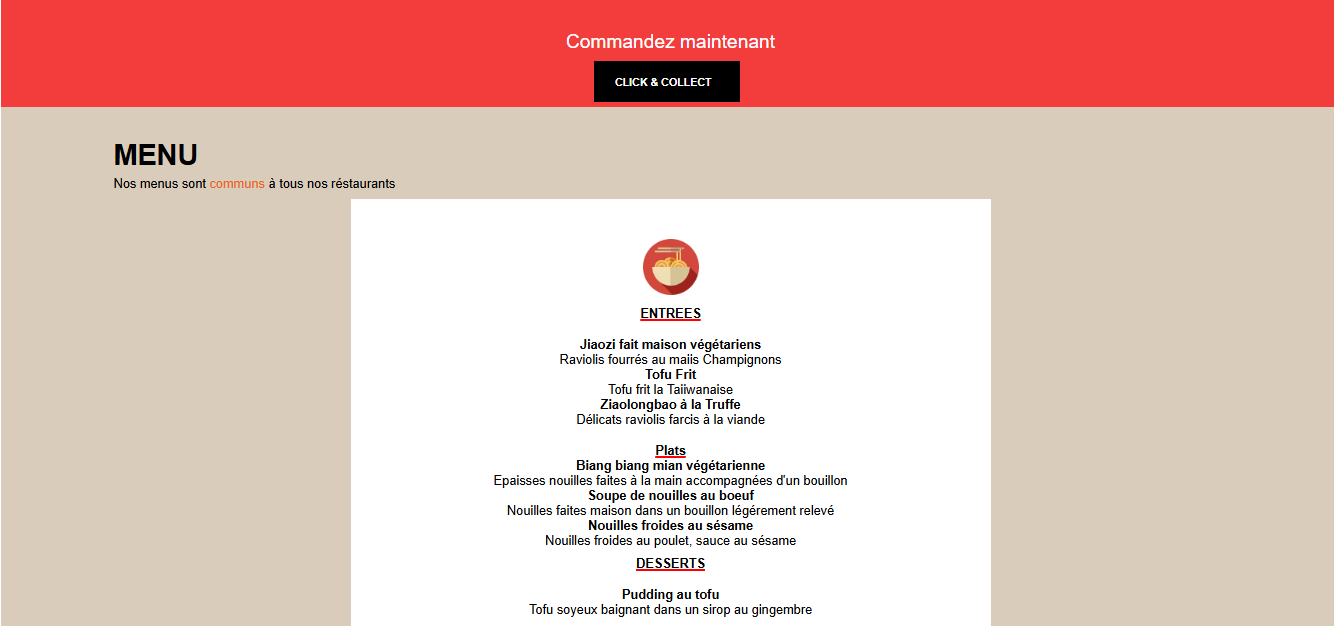 Commandez maintenant
CLICK & COLLECT
MENU
Nos menus sont communs à tous nos réstaurants
ENTREES
Jiaozi fait maison végétariens
Raviolis fourrés au maiis Champignons
Tofu Frit
Tofu frit la Taiiwanaise
Ziaolongbao à la Truffe
Délicats raviolis farcis à la viande
Plats
Biang biang mian végétarienne
Epaisses nouilles faites à la main accompagnées d'un bouillon
Soupe de nouilles au boeuf
Nouilles faites maison dans un bouillon légérement relevé
Nouilles froides au sésame
Nouilles froides au poulet, sauce au sésame
DESSERTS
Pudding au tofu
Tofu soyeux baignant dans un sirop au gingembre